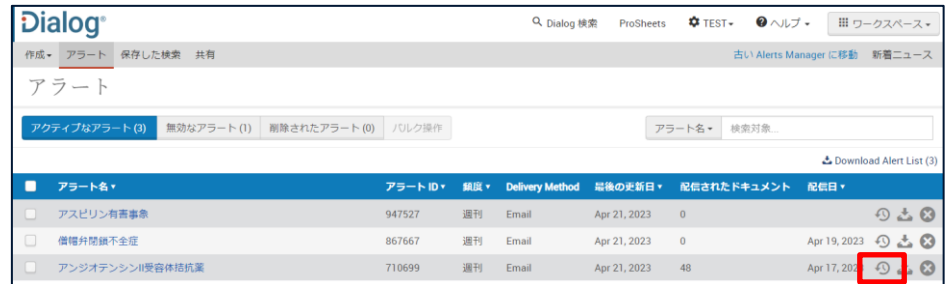 Dialog®
Dialog 検索 ProSheets TEST ヘルプ ワークスペース
作成 アラート 保存した検索 共有 古い Alerts Manager に移動 新着ニュース
アラート
アクティブなアラート (3) 無効なアラート (1) 削除されたアラート (0) バルク操作 アラート名 検索対象...
Download Alert List (3)
アラート名 アラート ID 頻度 Delivery Method 最後の更新日 配信されたドキュメント 配信日
アスピリン有害事象 947527 週刊 Email Apr 21, 2023 0
僧帽弁閉鎖不全症 867667 週刊 Email Apr 21, 2023 0 Apr 19, 2023
アンジオテンシンII受容体拮抗薬 710699 週刊 Email Apr 21, 2023 48 Apr 17, 2023